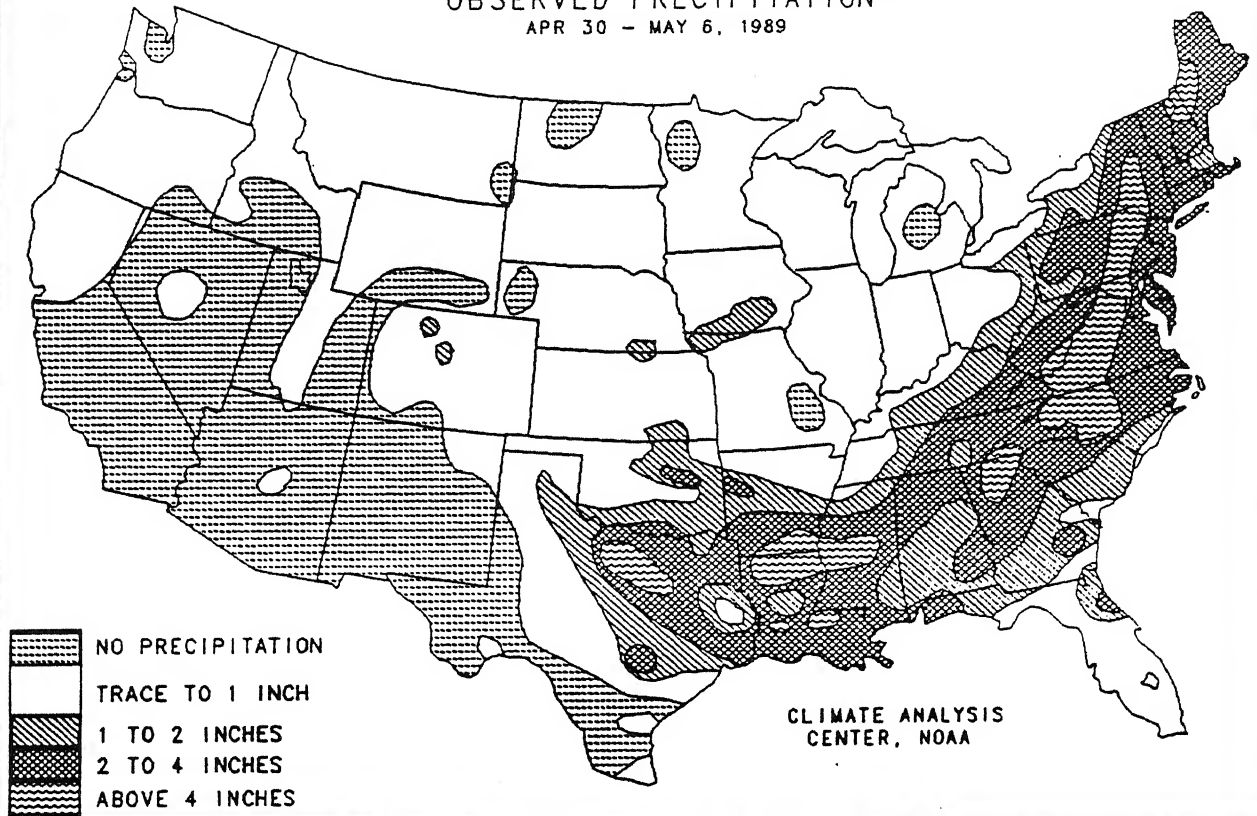 OBSERVED PRECIPITATION
APR 30 – MAY 6, 1989
NO PRECIPITATION
TRACE TO 1 INCH
1 TO 2 INCHES
2 TO 4 INCHES
ABOVE 4 INCHES
CLIMATE ANALYSIS
CENTER, NOAA